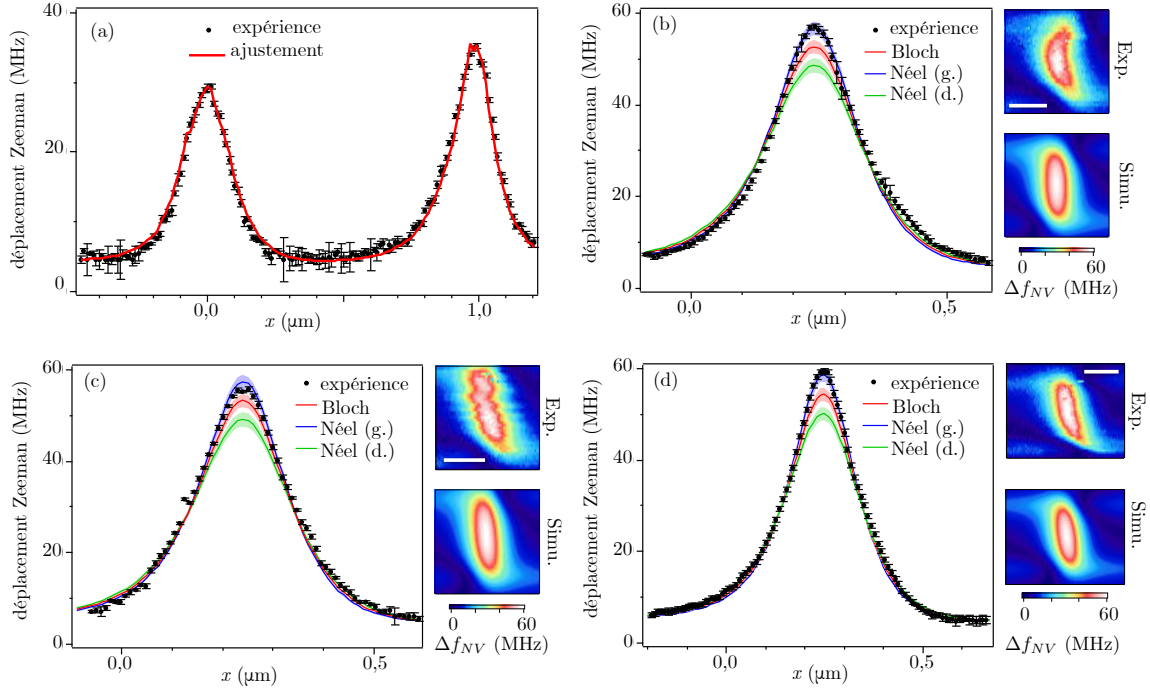 (a)
expérience
ajustement
déplacement Zeeman (MHz)
40
20
0
0,0
1,0
x (µm)
(b)
expérience
Bloch
Néel (g.)
Néel (d.)
déplacement Zeeman (MHz)
60
40
20
0
0,0
0,5
x (µm)
Exp.
Simu.
0
60
ΔfNV (MHz)
(c)
expérience
Bloch
Néel (g.)
Néel (d.)
déplacement Zeeman (MHz)
60
40
20
0
0,0
0,5
x (µm)
Exp.
Simu.
0
60
ΔfNV (MHz)
(d)
expérience
Bloch
Néel (g.)
Néel (d.)
déplacement Zeeman (MHz)
60
40
20
0
0,0
0,5
x (µm)
Exp.
Simu.
0
60
ΔfNV (MHz)